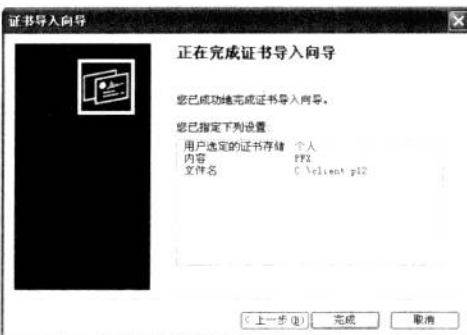 证书导入向导
正在完成证书导入向导
您已成功地完成证书导入向导。
您已指定下列设置:
用户选定的证书存储 个人
内容 PFX
文件名 C:\client.p12
< 上一步(B) 完成 取消